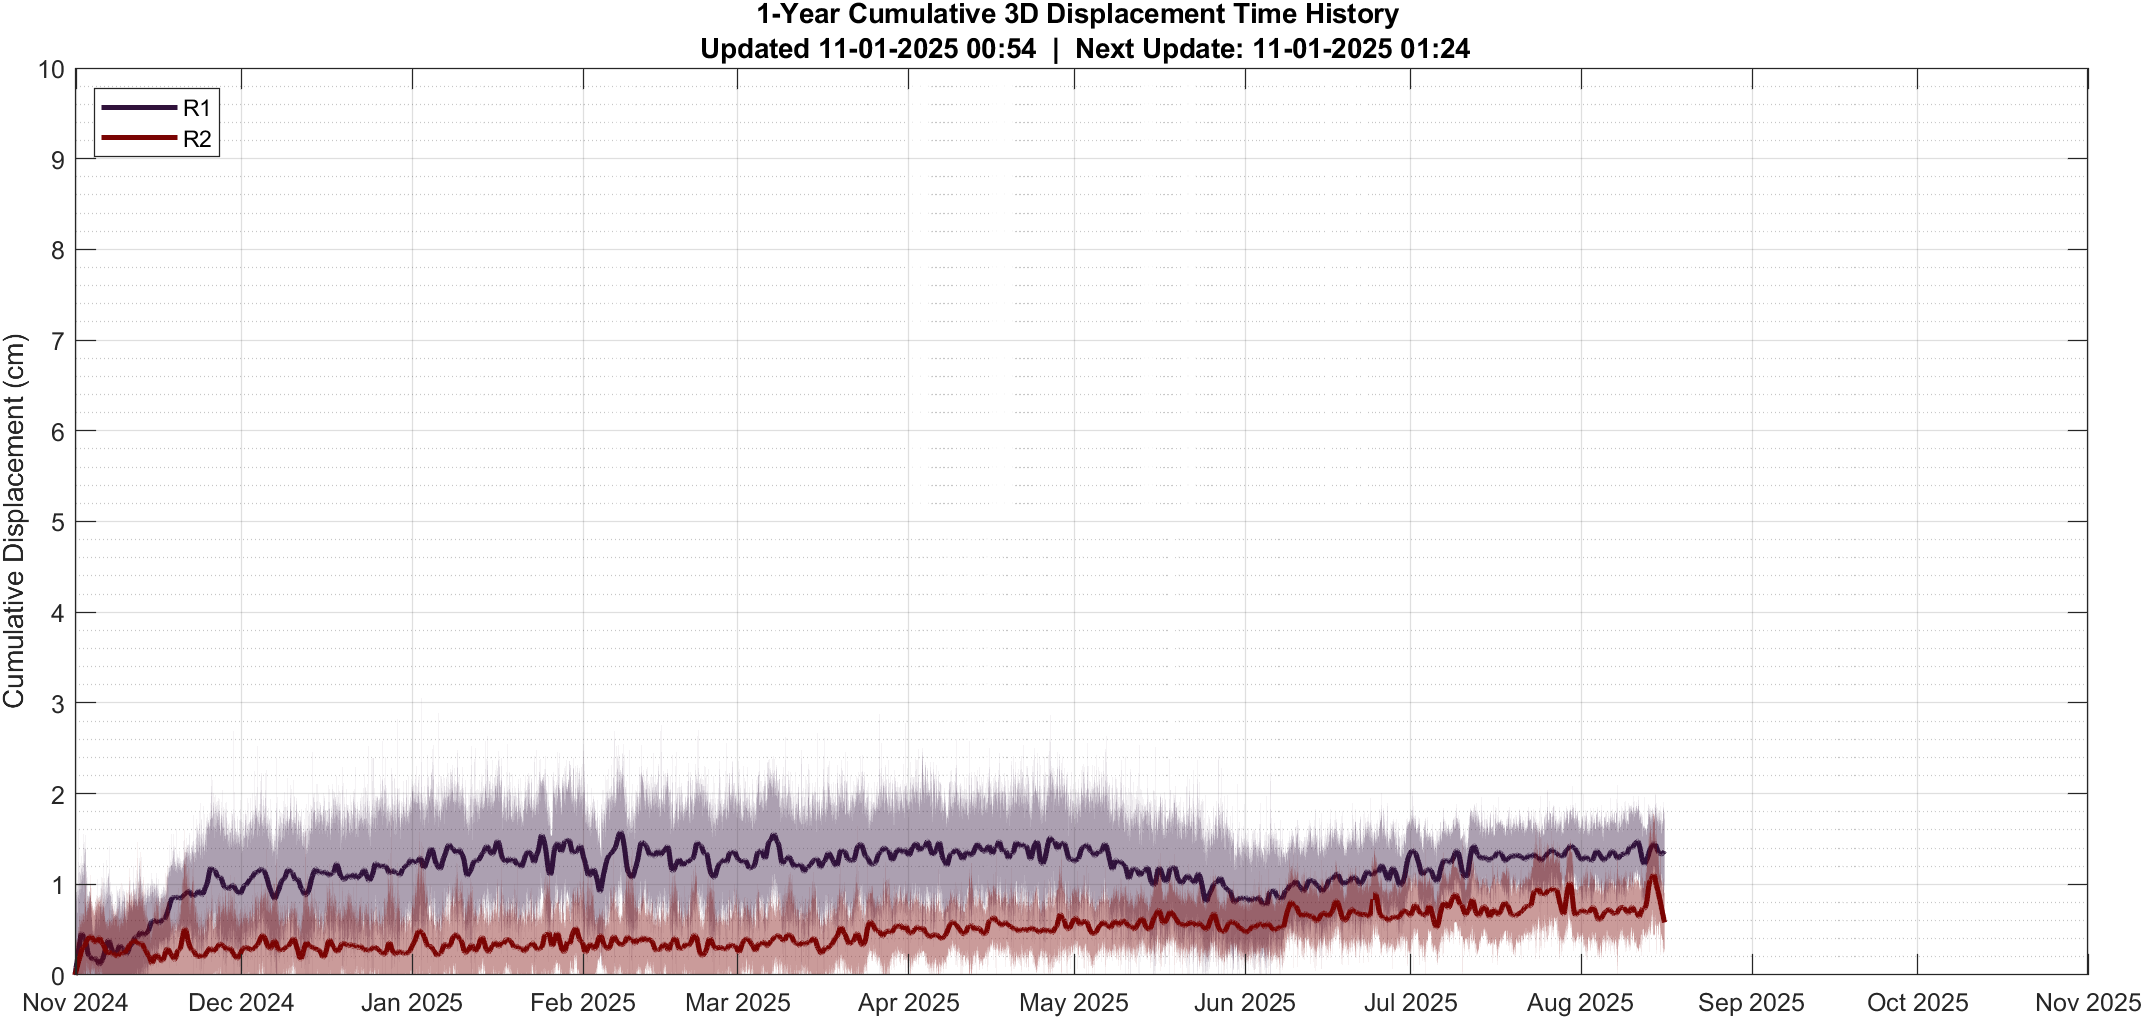 1-Year Cumulative 3D Displacement Time History
Updated 11-01-2025 00:54 | Next Update: 11-01-2025 01:24
R1
R2
Cumulative Displacement (cm)
10
9
8
7
6
5
4
3
2
1
0
Nov 2024 Dec 2024 Jan 2025 Feb 2025 Mar 2025 Apr 2025 May 2025 Jun 2025 Jul 2025 Aug 2025 Sep 2025 Oct 2025 Nov 2025